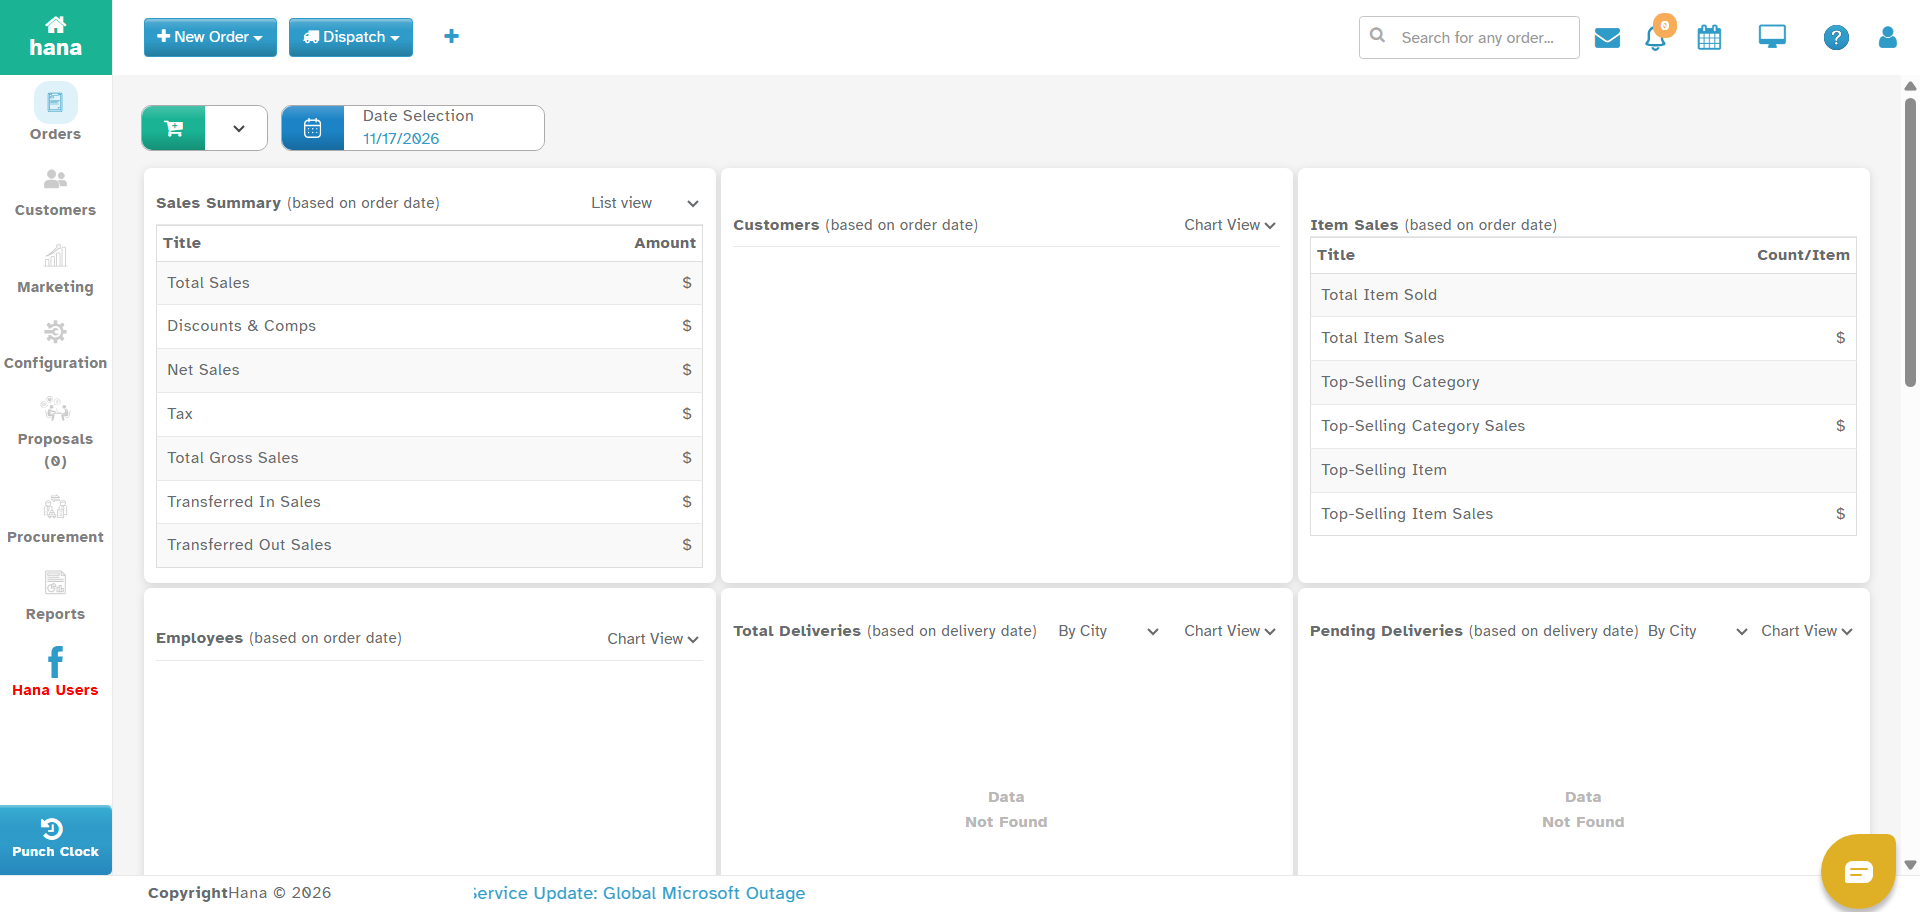 hana
New Order
Dispatch
Search for any order...
0
Orders
Customers
Marketing
Configuration
Proposals
(0)
Procurement
Reports
Hana Users
Punch Clock
Date Selection
11/17/2026
Sales Summary (based on order date)
List view
Title Amount
Total Sales $
Discounts & Comps $
Net Sales $
Tax $
Total Gross Sales $
Transferred In Sales $
Transferred Out Sales $
Customers (based on order date)
Chart View
Item Sales (based on order date)
Title Count/Item
Total Item Sold
Total Item Sales $
Top-Selling Category
Top-Selling Category Sales $
Top-Selling Item
Top-Selling Item Sales $
Employees (based on order date)
Chart View
Total Deliveries (based on delivery date)
By City
Chart View
Data
Not Found
Pending Deliveries (based on delivery date)
By City
Chart View
Data
Not Found
CopyrightHana © 2026
Service Update: Global Microsoft Outage